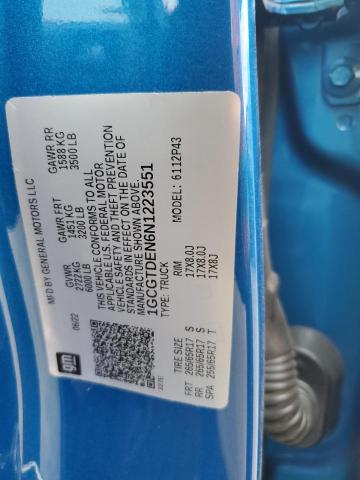 MFD BY GENERAL MOTORS LLC
06/22
GVWR
2722 KG
6000 LB
GAWR FRT
1451 KG
3200 LB
GAWR RR
1588 KG
3500 LB
THIS VEHICLE CONFORMS TO ALL
APPLICABLE U.S. FEDERAL MOTOR
VEHICLE SAFETY AND THEFT PREVENTION
STANDARDS IN EFFECT ON THE DATE OF
MANUFACTURE SHOWN ABOVE.
1GCGTDEN6N1223551
TYPE: TRUCK
MODEL: 6112P43
TIRE SIZE RIM
FRT 265/65R17 S 17X8.0J
RR 265/65R17 S 17X8.0J
SPA 255/65R17 T 17X8J
gm